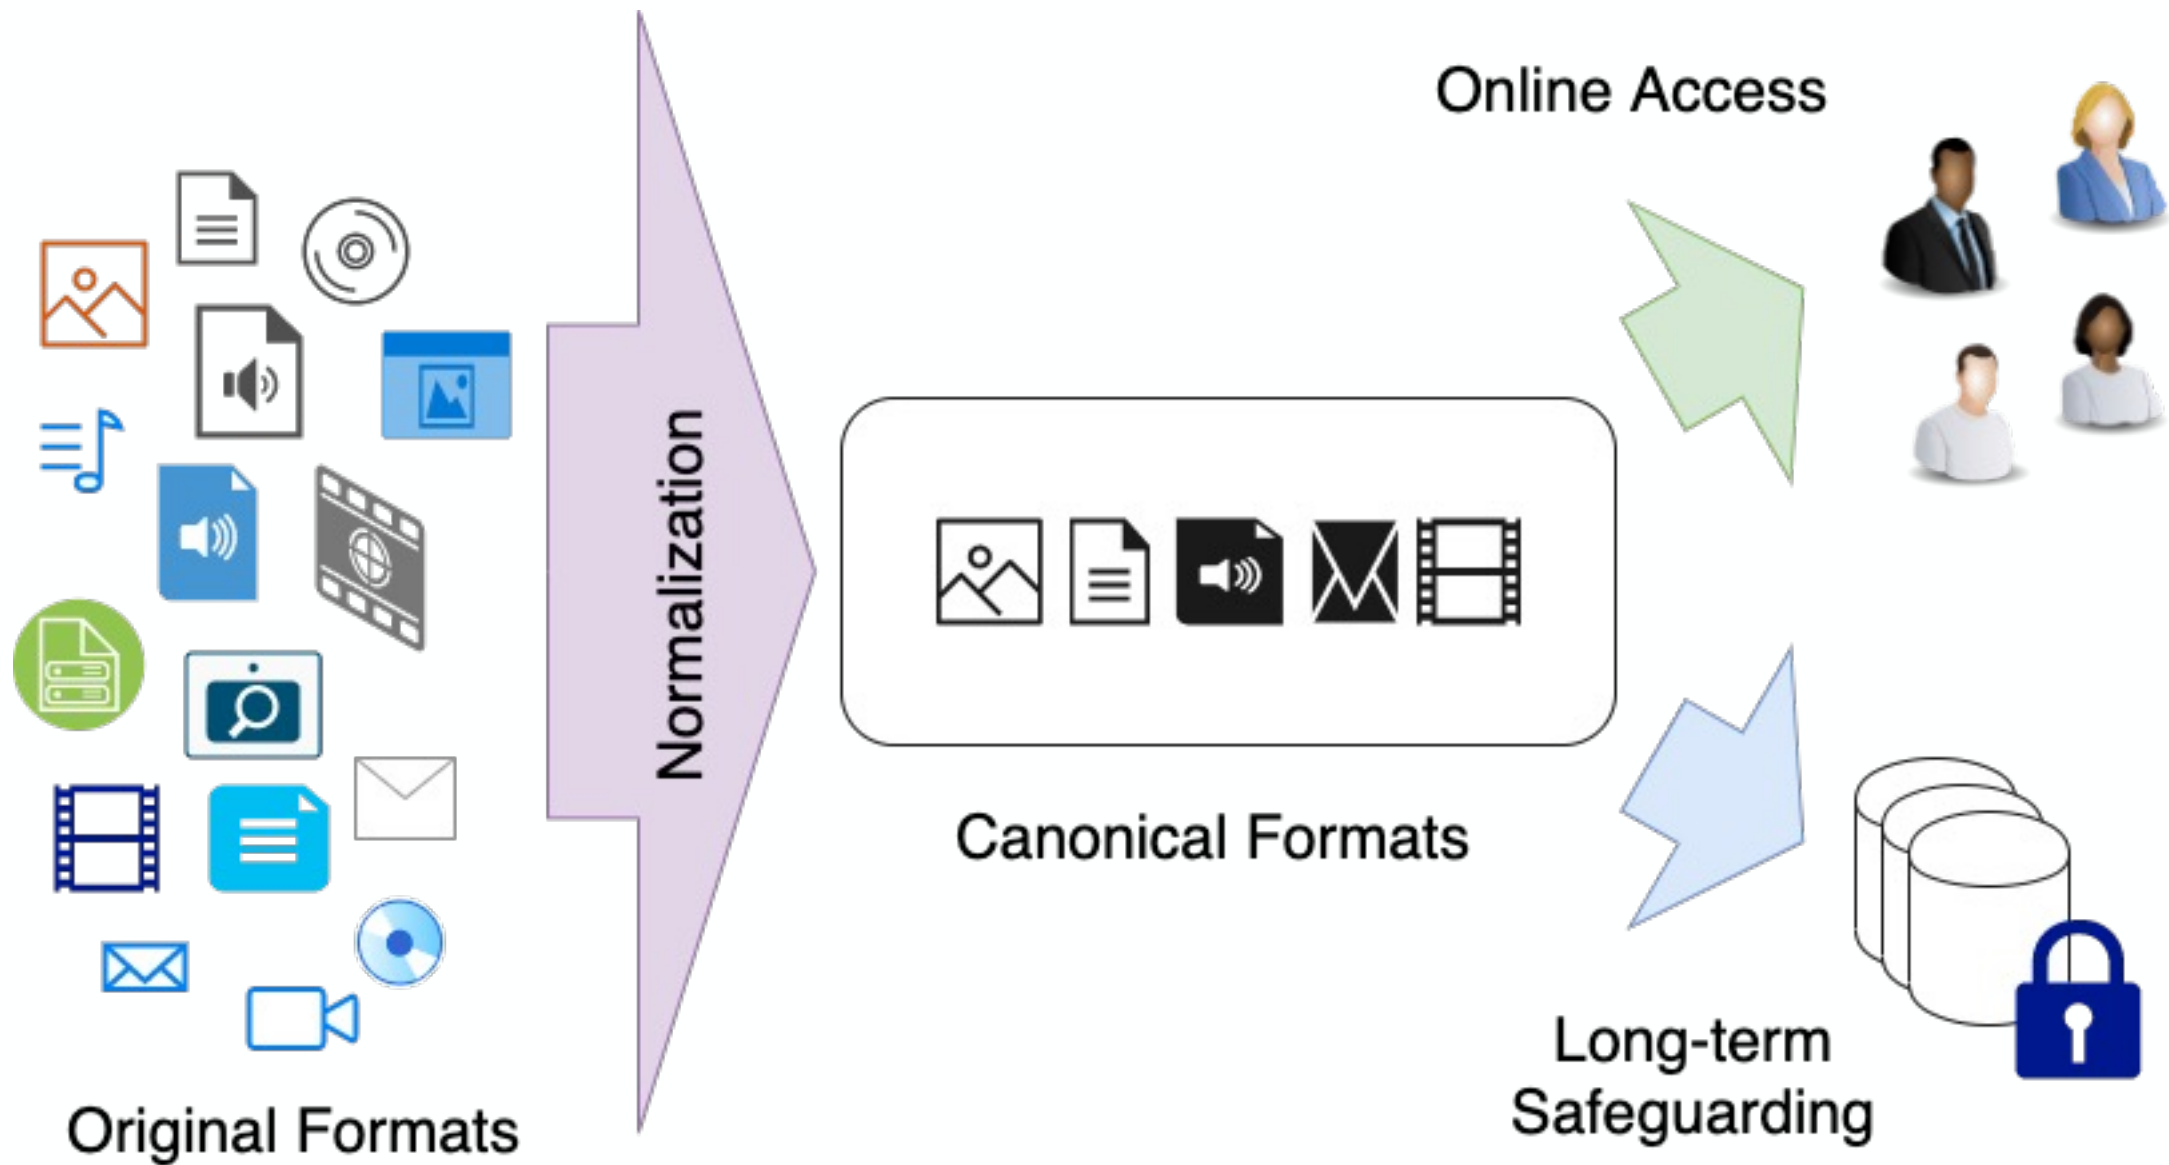 Online Access
Normalization
Canonical Formats
Long-term
Safeguarding
Original Formats